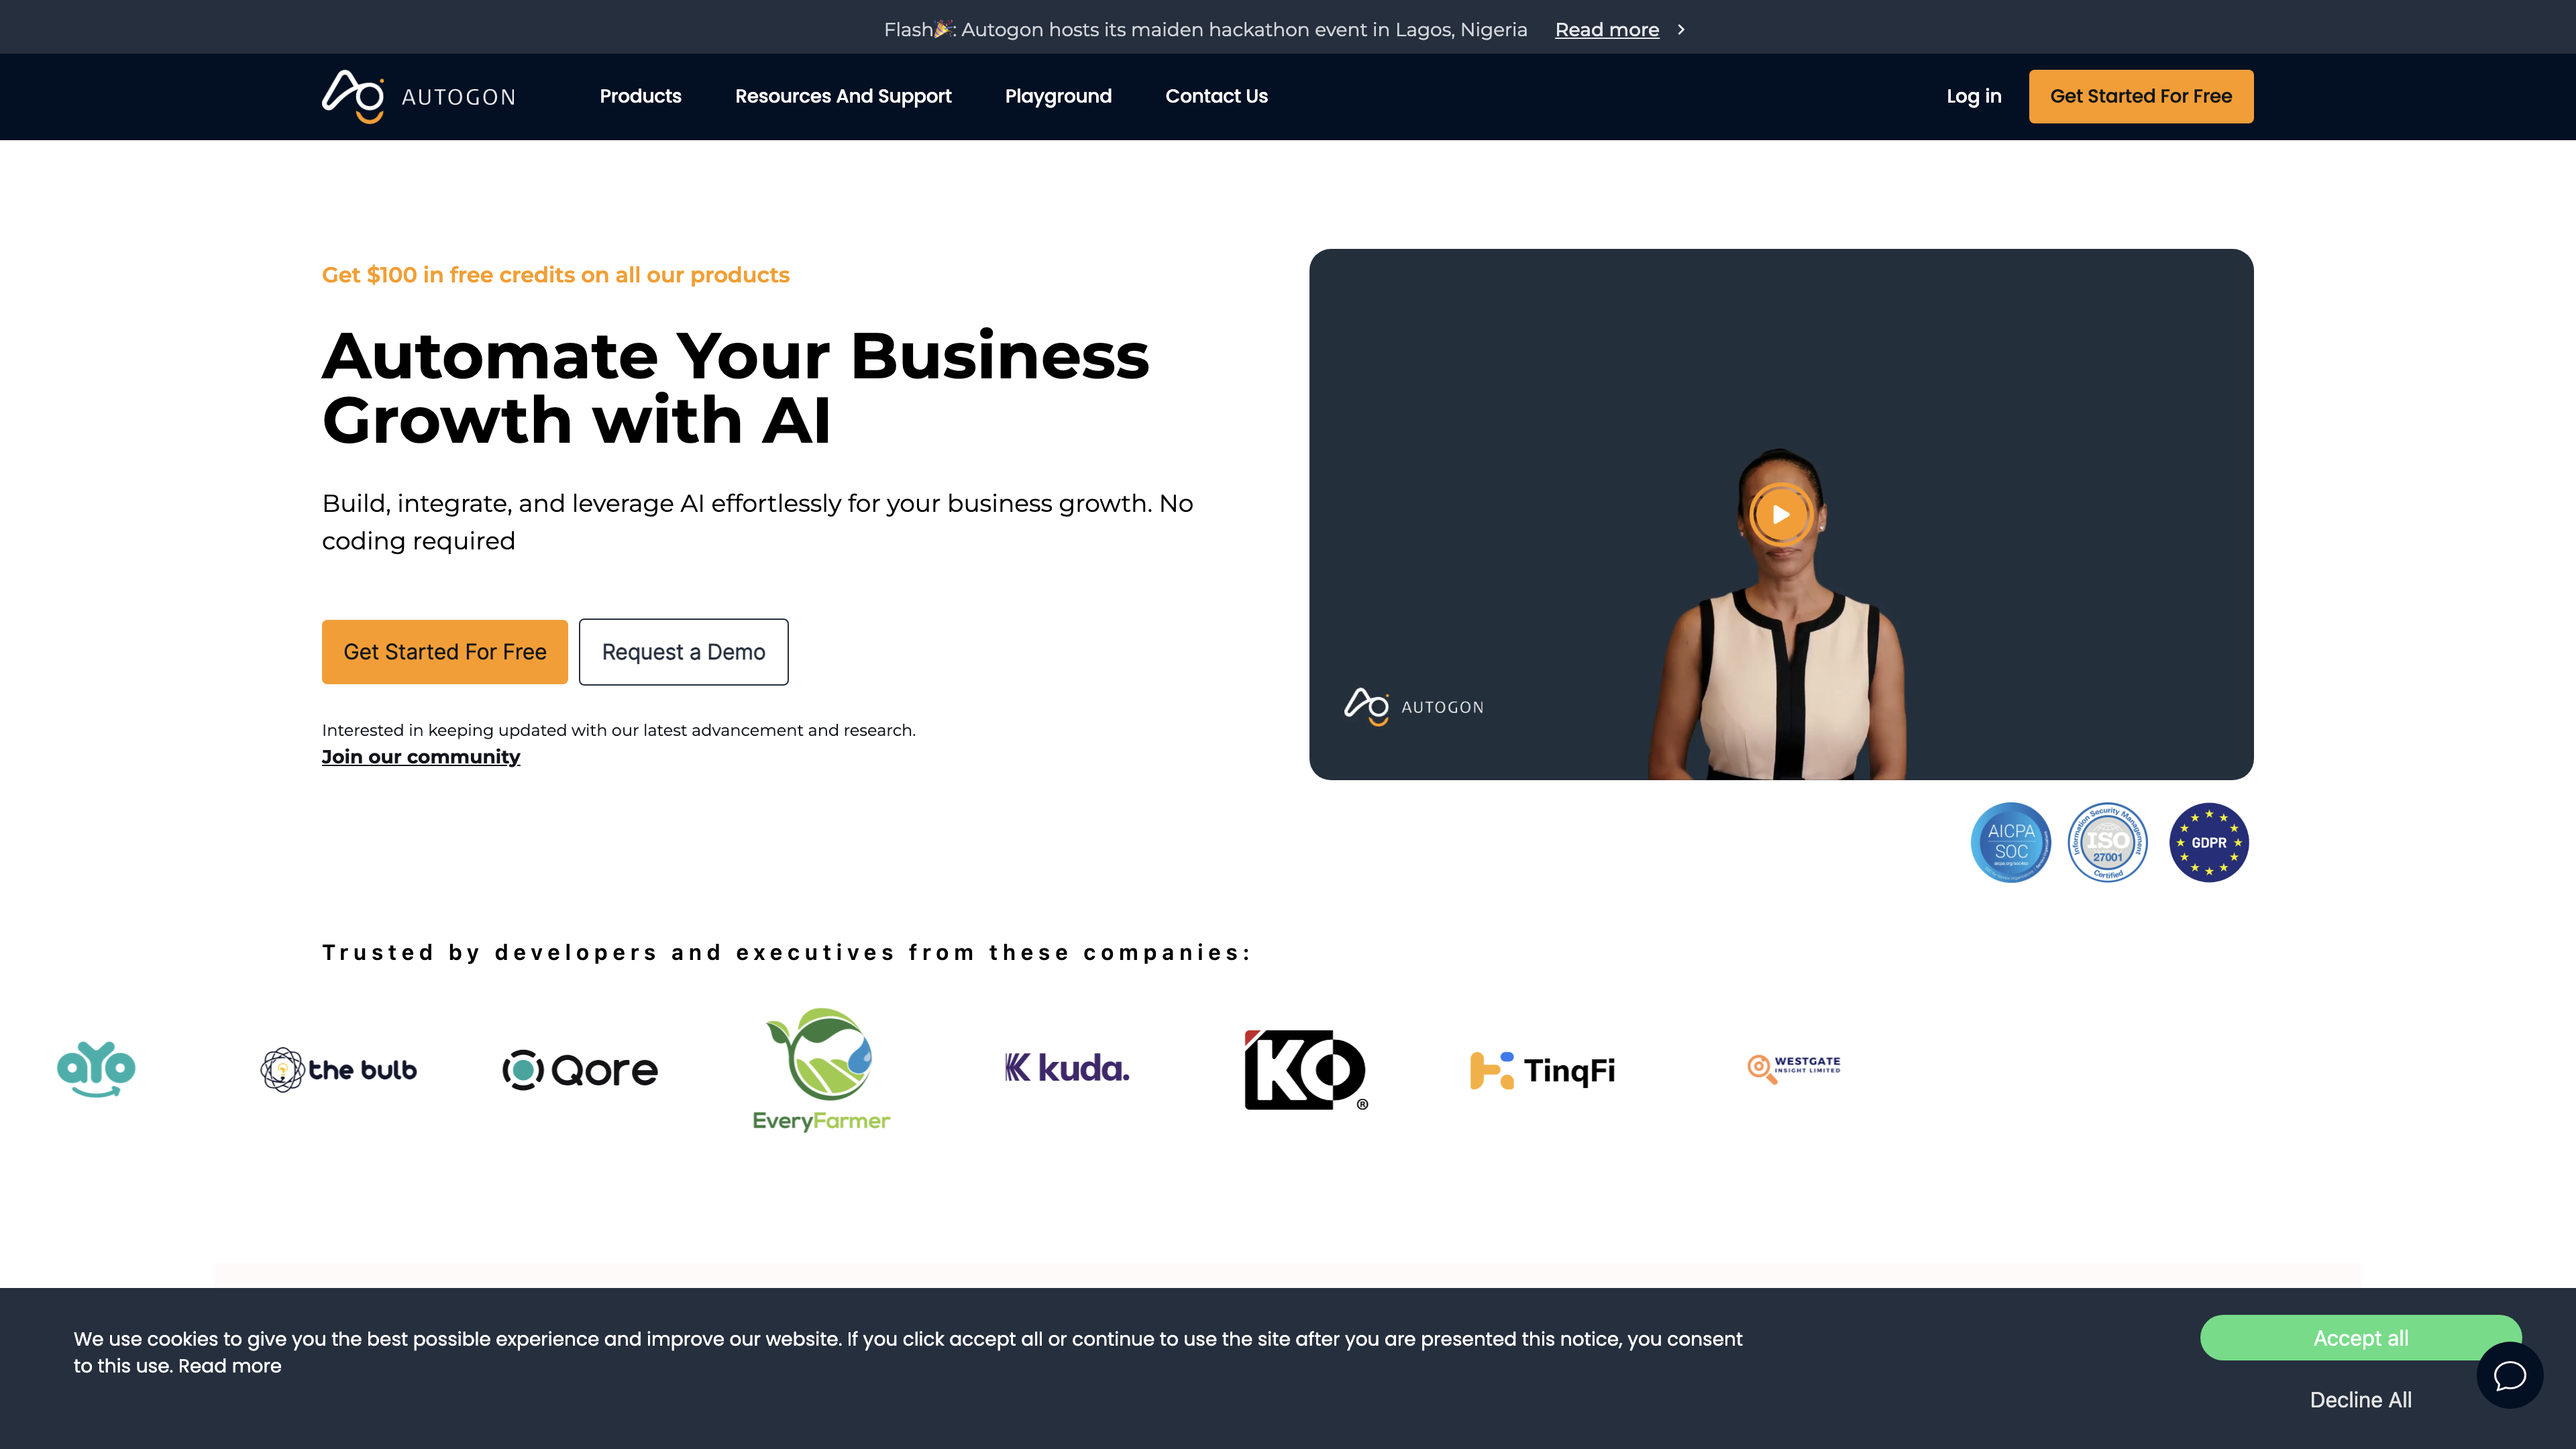 Flash🎉: Autogon hosts its maiden hackathon event in Lagos, Nigeria Read more
AUTOGON
Products
Resources And Support
Playground
Contact Us
Log in
Get Started For Free
Get $100 in free credits on all our products
Automate Your Business
Growth with AI
Build, integrate, and leverage AI effortlessly for your business growth. No
coding required
Get Started For Free
Request a Demo
Interested in keeping updated with our latest advancement and research.
Join our community
AUTOGON
AICPA
SOC
Information Security Management
ISO
27001
Certified
GDPR
Trusted by developers and executives from these companies:
aYo
the bulb
Qore
EveryFarmer
kuda.
KO®
TinqFi
WESTGATE
INSIGHT LIMITED
We use cookies to give you the best possible experience and improve our website. If you click accept all or continue to use the site after you are presented this notice, you consent
to this use. Read more
Accept all
Decline All